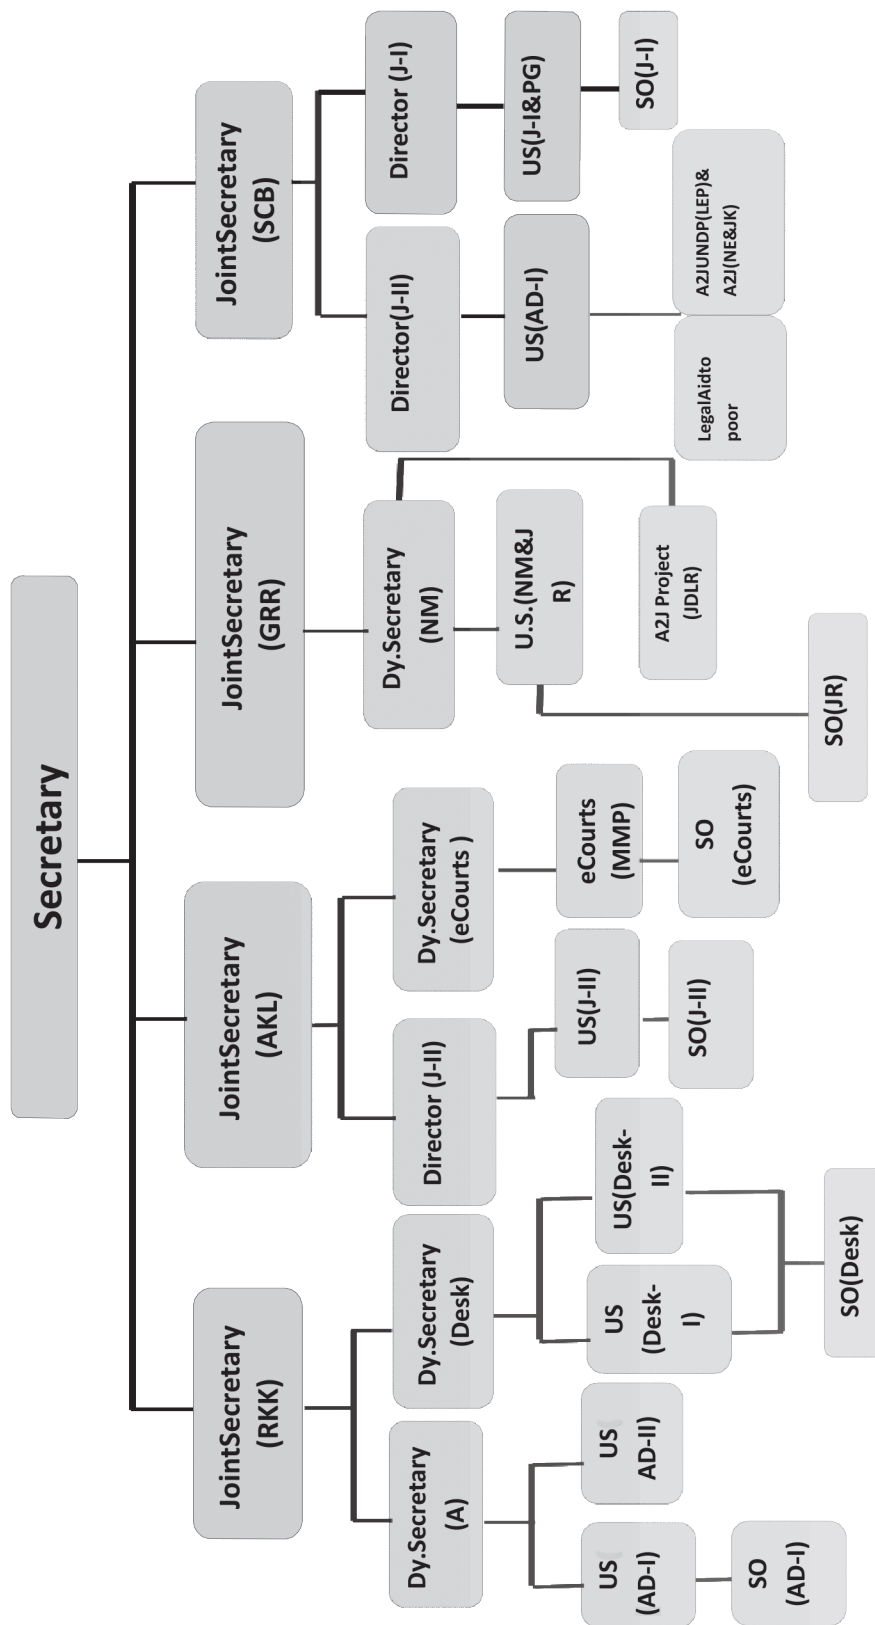 Secretary
JointSecretary
(RKK)
JointSecretary
(AKL)
JointSecretary
(GRR)
JointSecretary
(SCB)
Dy.Secretary
(A)
Dy.Secretary
(Desk)
Director (J-II)
Dy.Secretary
(eCourts )
Dy.Secretary
(NM)
Director(J-II)
Director (J-I)
US
(AD-I)
US
AD-II)
US
(Desk-
I)
US(Desk-
II)
US(J-II)
eCourts
(MMP)
U.S.(NM&J
R)
US(AD-I)
US(J-I&PG)
SO
(AD-I)
SO(Desk)
SO(J-II)
SO
(eCourts)
SO(JR)
A2J Project
(JDLR)
LegalAidto
poor
A2JUNDP(LEP)&
A2J(NE&JK)
SO(J-I)